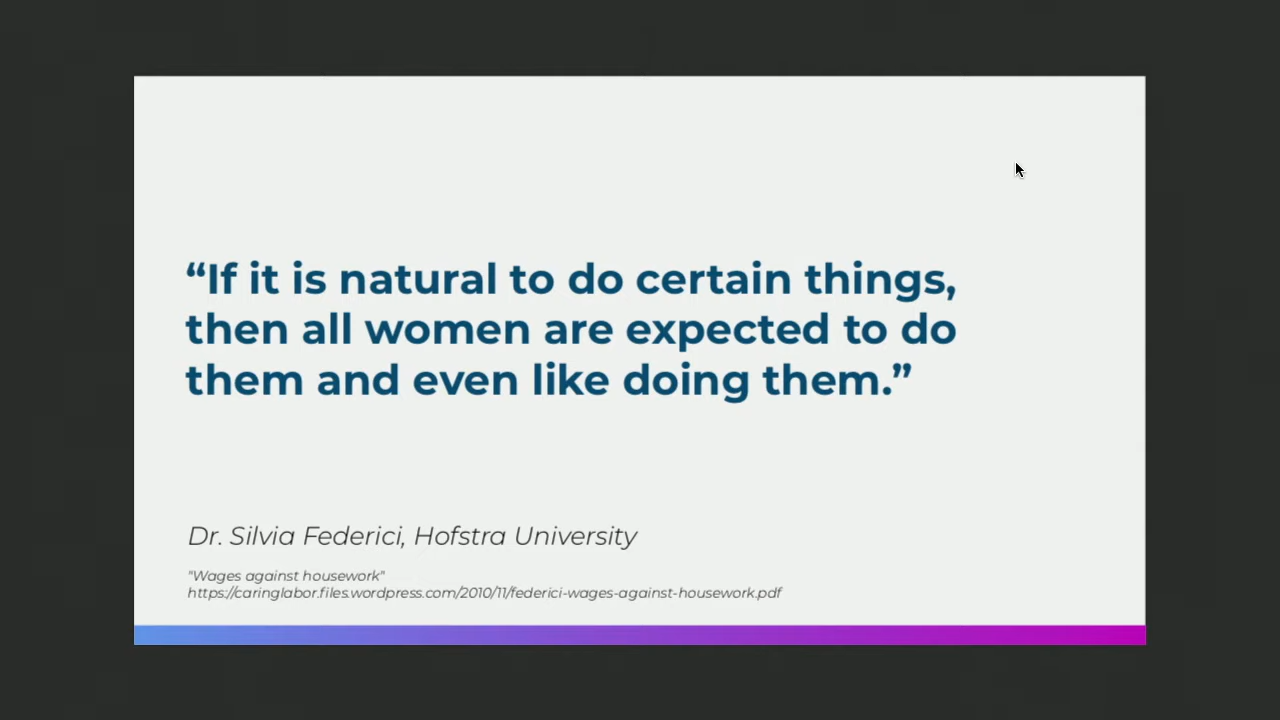 “If it is natural to do certain things,
then all women are expected to do
them and even like doing them.”
Dr. Silvia Federici, Hofstra University
"Wages against housework"
https://caringlabor.files.wordpress.com/2010/11/federici-wages-against-housework.pdf